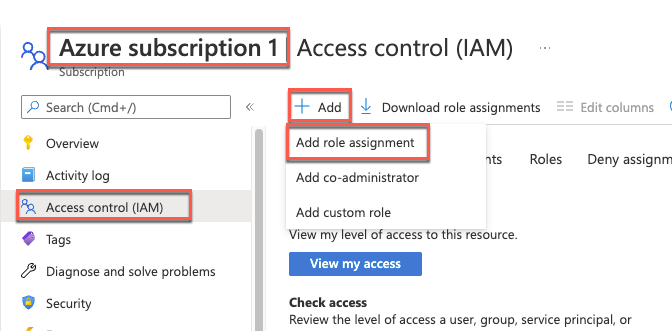 Azure subscription 1 Access control (IAM) ...
Subscription
Search (Cmd+/) «
+ Add Download role assignments Edit columns
Overview
Add role assignment
Roles Deny assignment
Activity log
Add co-administrator
Access control (IAM)
Add custom role
Tags
View my level of access to this resource.
Diagnose and solve problems
View my access
Security
Check access
Review the level of access a user, group, service principal, or